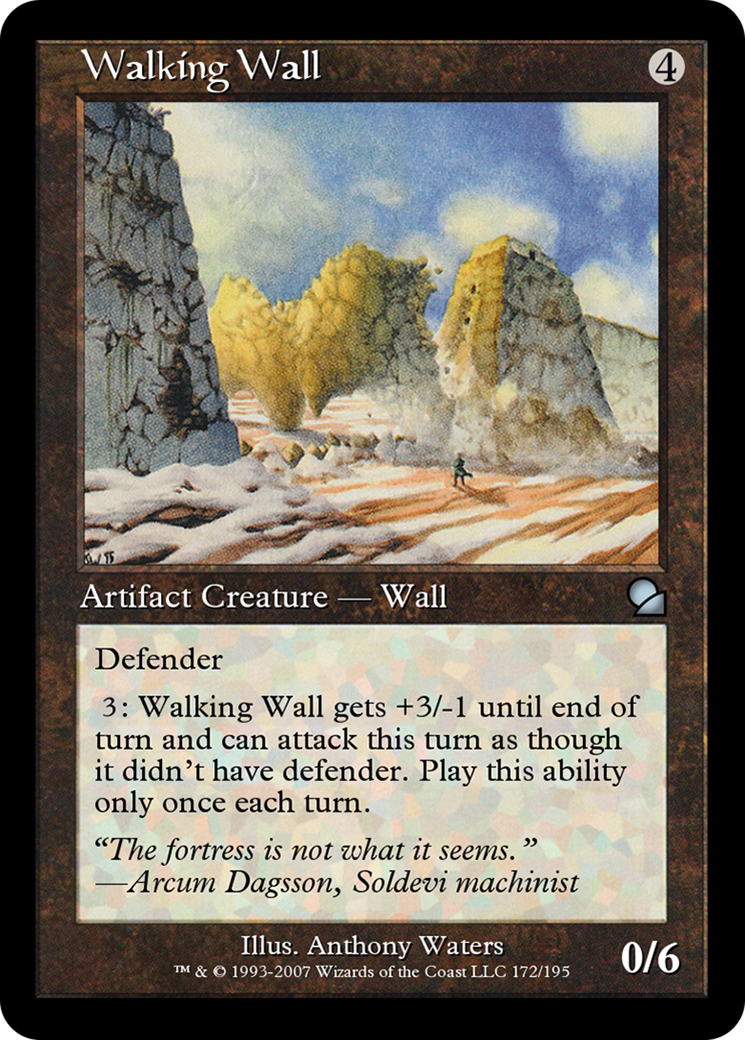 Walking Wall 4
Artifact Creature — Wall
Defender
3: Walking Wall gets +3/-1 until end of
turn and can attack this turn as though
it didn't have defender. Play this ability
only once each turn.
“The fortress is not what it seems.”
—Arcum Dagsson, Soldevi machinist
Illus. Anthony Waters
™ & © 1993-2007 Wizards of the Coast LLC 172/195
0/6